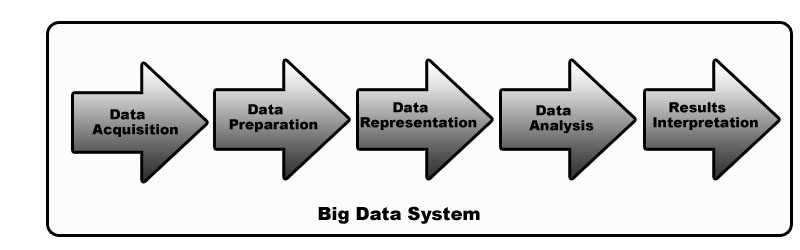 Data
Acquisition
Data
Preparation
Data
Representation
Data
Analysis
Results
Interpretation
Big Data System